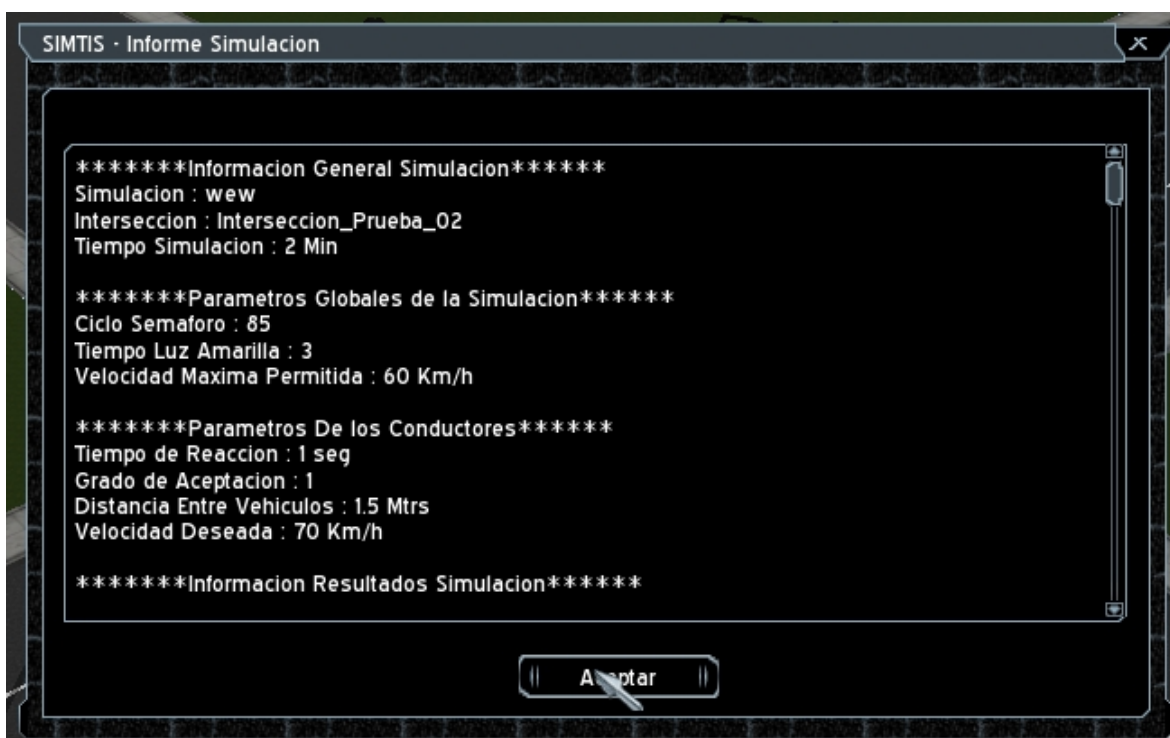 SIMTIS - Informe Simulacion
*******Informacion General Simulacion******
Simulacion : wew
Interseccion : Interseccion_Prueba_02
Tiempo Simulacion : 2 Min
*******Parametros Globales de la Simulacion******
Ciclo Semaforo : 85
Tiempo Luz Amarilla : 3
Velocidad Maxima Permitida : 60 Km/h
*******Parametros De los Conductores******
Tiempo de Reaccion : 1 seg
Grado de Aceptacion : 1
Distancia Entre Vehiculos : 1.5 Mtrs
Velocidad Deseada : 70 Km/h
*******Informacion Resultados Simulacion******
Aceptar